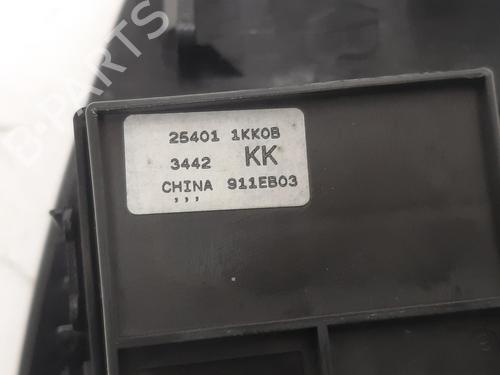 B-PARTS
25401 1KK0B
3442 KK
CHINA 911EB03
, , ,